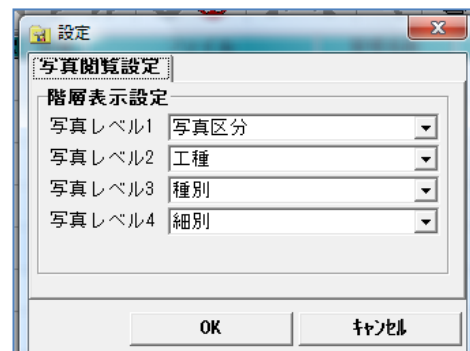 設定
写真閲覧設定
階層表示設定
写真レベル1 写真区分
写真レベル2 工種
写真レベル3 種別
写真レベル4 細別
OK ｷｬﾝｾﾙ